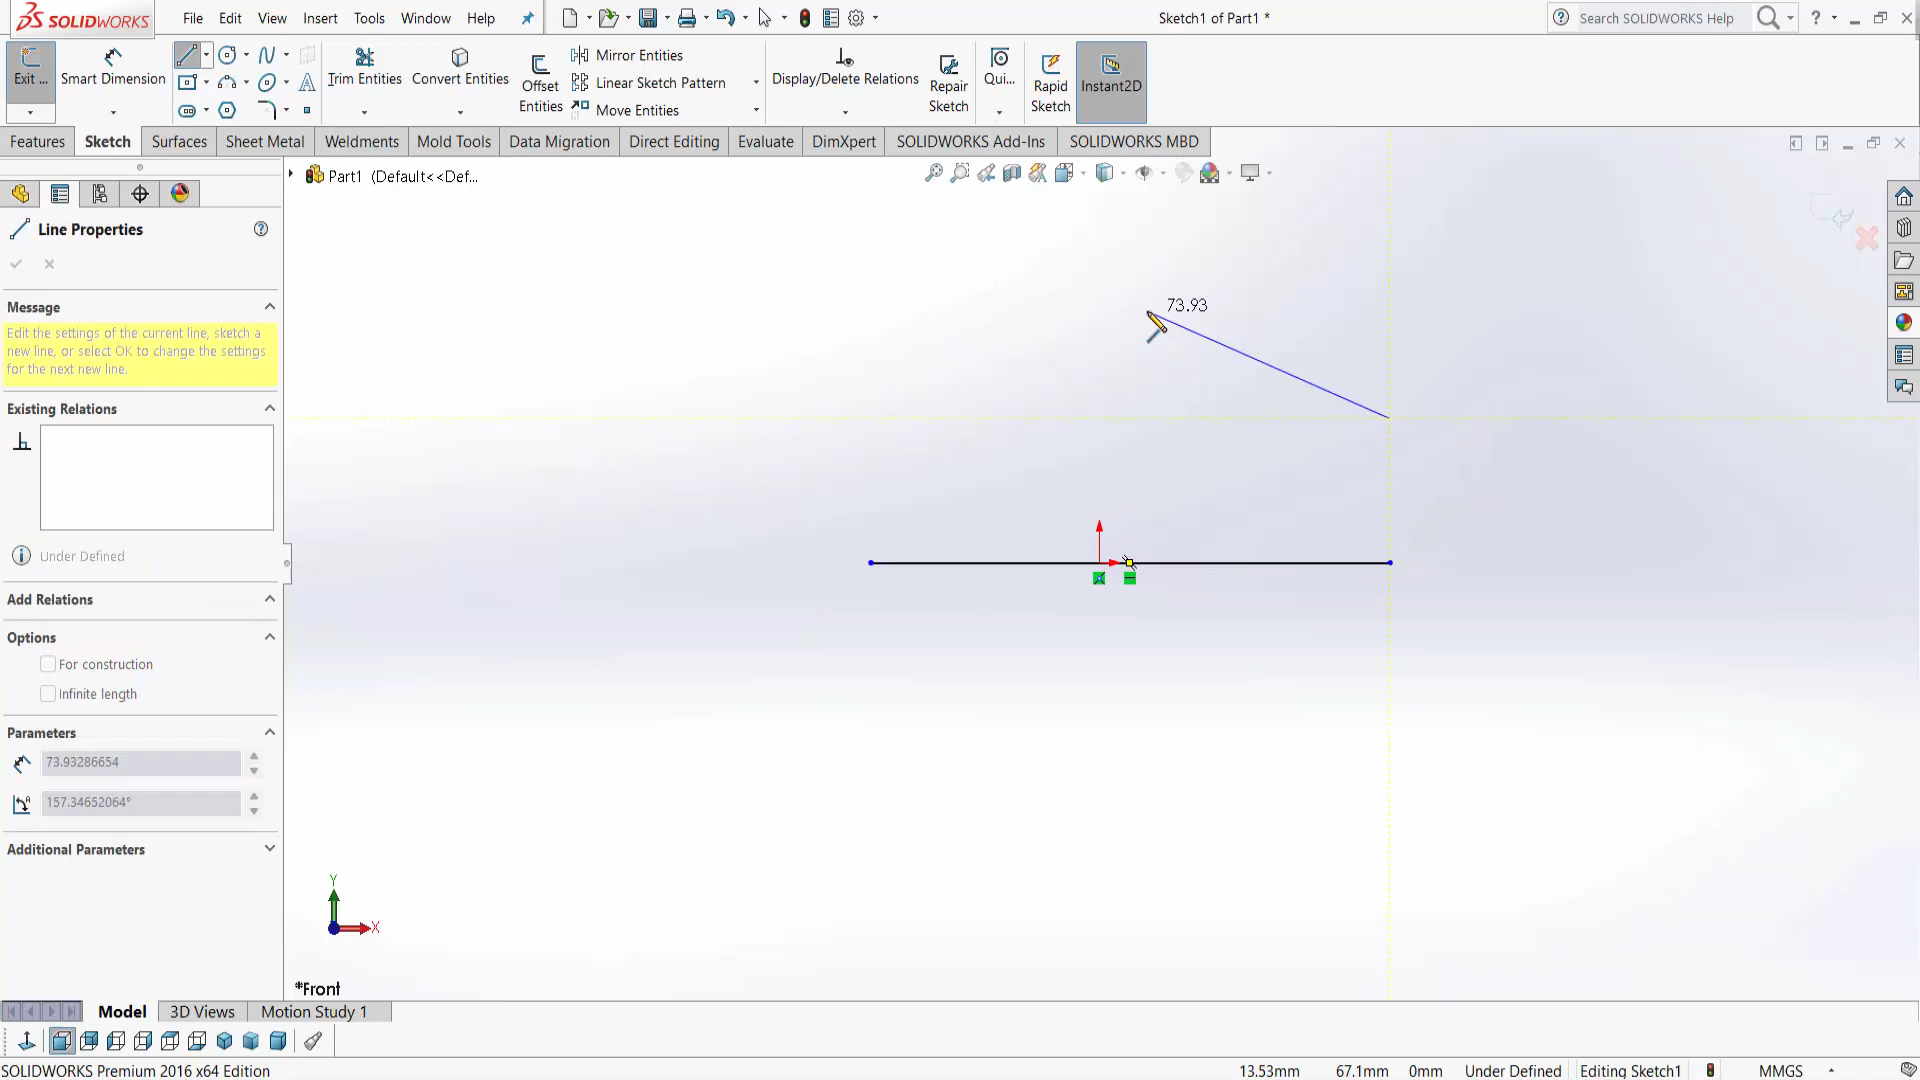 SOLIDWORKS File Edit View Insert Tools Window Help Sketch1 of Part1 * Search SOLIDWORKS Help ?
Exit ... Smart Dimension Trim Entities Convert Entities Offset Entities Mirror Entities Linear Sketch Pattern Move Entities Display/Delete Relations Repair Sketch Qui... Rapid Sketch Instant2D
Features Sketch Surfaces Sheet Metal Weldments Mold Tools Data Migration Direct Editing Evaluate DimXpert SOLIDWORKS Add-Ins SOLIDWORKS MBD
Part1 (Default<<Def...
Line Properties
Message
Edit the settings of the current line, sketch a
new line, or select OK to change the settings
for the next new line.
73.93
Existing Relations
Under Defined
Add Relations
Options
For construction
Infinite length
Parameters
73.93286654
157.34652064°
Additional Parameters
Y
X
*Front
Model 3D Views Motion Study 1
SOLIDWORKS Premium 2016 x64 Edition 13.53mm 67.1mm 0mm Under Defined Editing Sketch1 MMGS